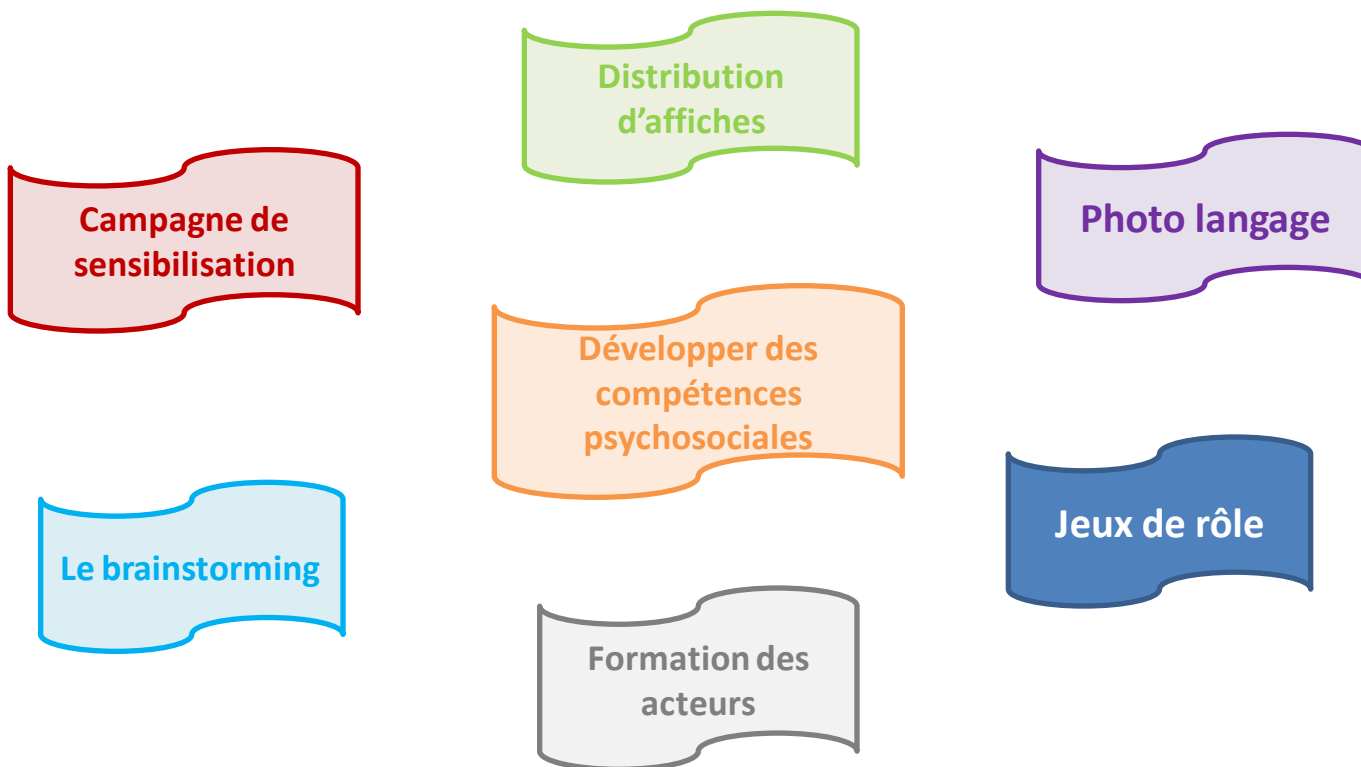 Distribution
d’affiches
Campagne de
sensibilisation
Photo langage
Développer des
compétences
psychosociales
Le brainstorming
Jeux de rôle
Formation des
acteurs